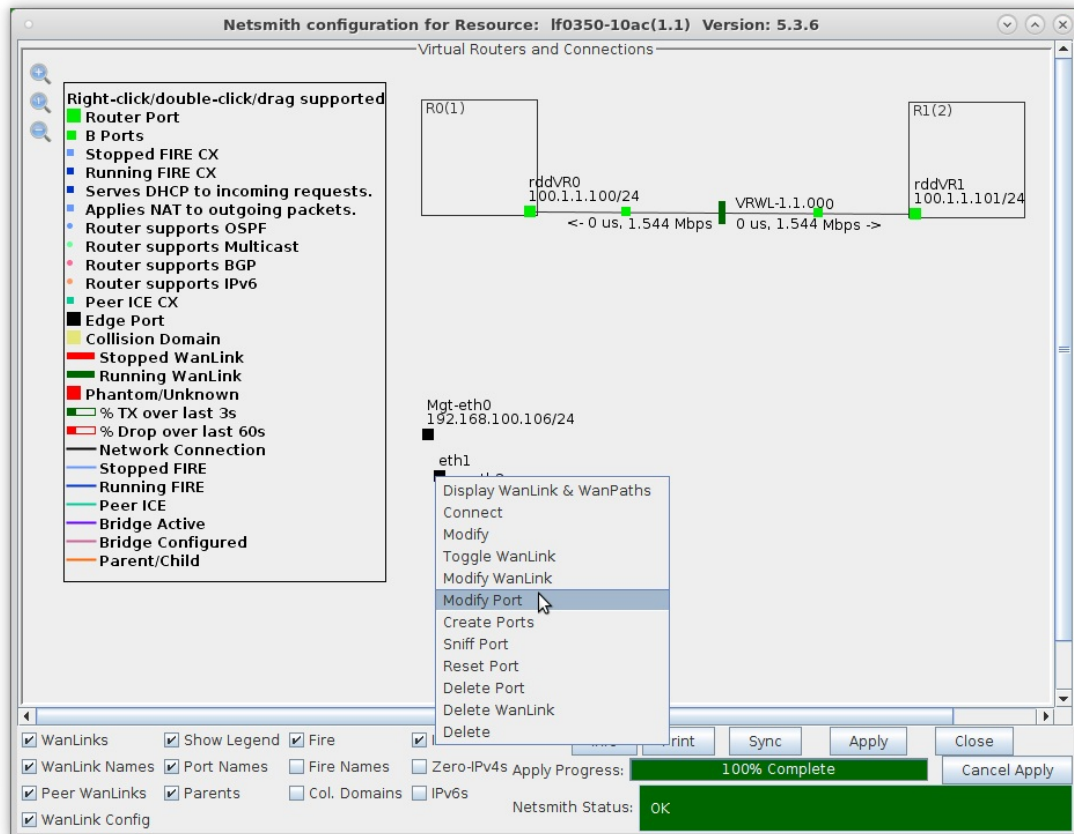 Netsmith configuration for Resource: lf0350-10ac(1.1) Version: 5.3.6
Virtual Routers and Connections
Right-click/double-click/drag supported
Router Port
B Ports
Stopped FIRE CX
Running FIRE CX
Serves DHCP to incoming requests.
Applies NAT to outgoing packets.
Router supports OSPF
Router supports Multicast
Router supports BGP
Router supports IPv6
Peer ICE CX
Edge Port
Collision Domain
Stopped WanLink
Running WanLink
Phantom/Unknown
% TX over last 3s
% Drop over last 60s
Network Connection
Stopped FIRE
Running FIRE
Peer ICE
Bridge Active
Bridge Configured
Parent/Child
R0(1)
rddVR0
100.1.1.100/24
<- 0 us, 1.544 Mbps
VRWL-1.1.000
0 us, 1.544 Mbps ->
R1(2)
rddVR1
100.1.1.101/24
Mgt-eth0
192.168.100.106/24
eth1
Display WanLink & WanPaths
Connect
Modify
Toggle WanLink
Modify WanLink
Modify Port
Create Ports
Sniff Port
Reset Port
Delete Port
Delete WanLink
Delete
WanLinks Show Legend Fire Print Sync Apply Close
WanLink Names Port Names Fire Names Zero-IPv4s Apply Progress: 100% Complete Cancel Apply
Peer WanLinks Parents Col. Domains IPv6s Netsmith Status: OK
WanLink Config